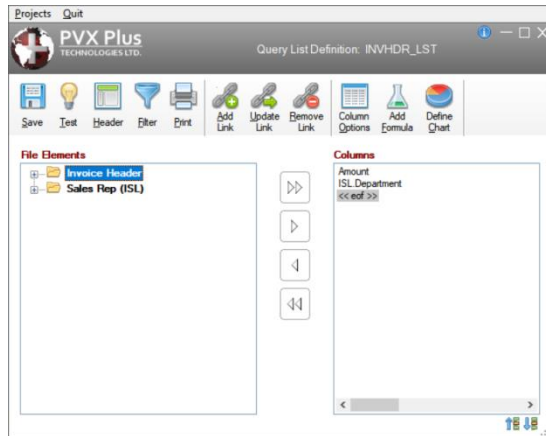 Projects Quit
PVX Plus
TECHNOLOGIES LTD.
Query List Definition: INVHDR_LST
Save Test Header Filter Print Add Link Update Link Remove Link Column Options Add Formula Define Chart
File Elements
Columns
Invoice Header
Sales Rep (ISL)
Amount
ISL.Department
<< eof >>